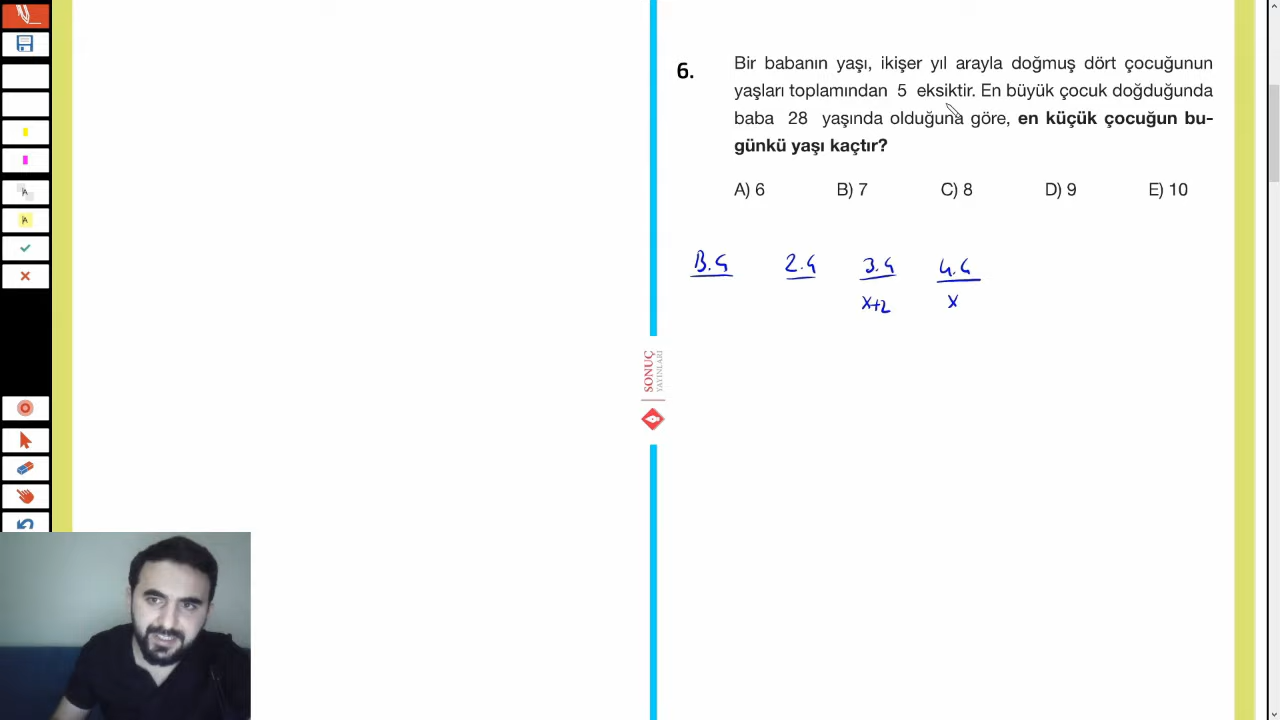 6. Bir babanın yaşı, ikişer yıl arayla doğmuş dört çocuğunun
yaşları toplamından 5 eksiktir. En büyük çocuk doğduğunda
baba 28 yaşında olduğuna göre, en küçük çocuğun bu-
günkü yaşı kaçtır?
A) 6 B) 7 C) 8 D) 9 E) 10
B.Ç 2.Ç 3.Ç 4.Ç
x+2 x
SONUÇ
YAYINLARI